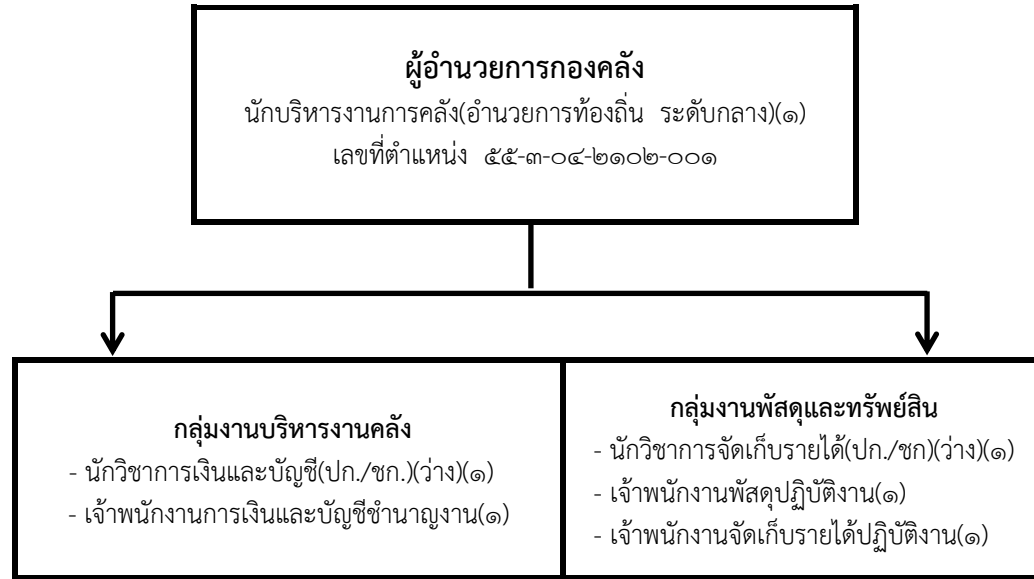 ผู้อำนวยการกองคลัง
นักบริหารงานการคลัง(อำนวยการท้องถิ่น ระดับกลาง)(๑)
เลขที่ตำแหน่ง ๕๕-๓-๐๔-๒๑๐๒-๐๐๑
กลุ่มงานบริหารงานคลัง
- นักวิชาการเงินและบัญชี(ปก./ชก.)(ว่าง)(๑)
- เจ้าพนักงานการเงินและบัญชีชำนาญงาน(๑)
กลุ่มงานพัสดุและทรัพย์สิน
- นักวิชาการจัดเก็บรายได้(ปก./ชก)(ว่าง)(๑)
- เจ้าพนักงานพัสดุปฏิบัติงาน(๑)
- เจ้าพนักงานจัดเก็บรายได้ปฏิบัติงาน(๑)